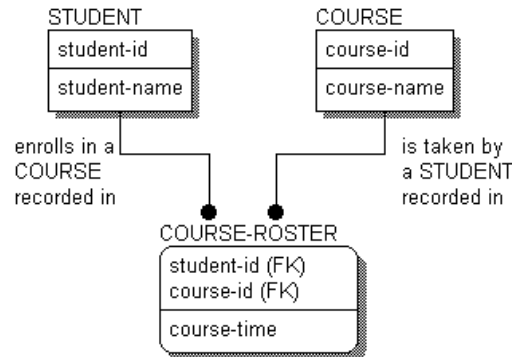 STUDENT
student-id
student-name
COURSE
course-id
course-name
enrolls in a
COURSE
recorded in
is taken by
a STUDENT
recorded in
COURSE-ROSTER
student-id (FK)
course-id (FK)
course-time